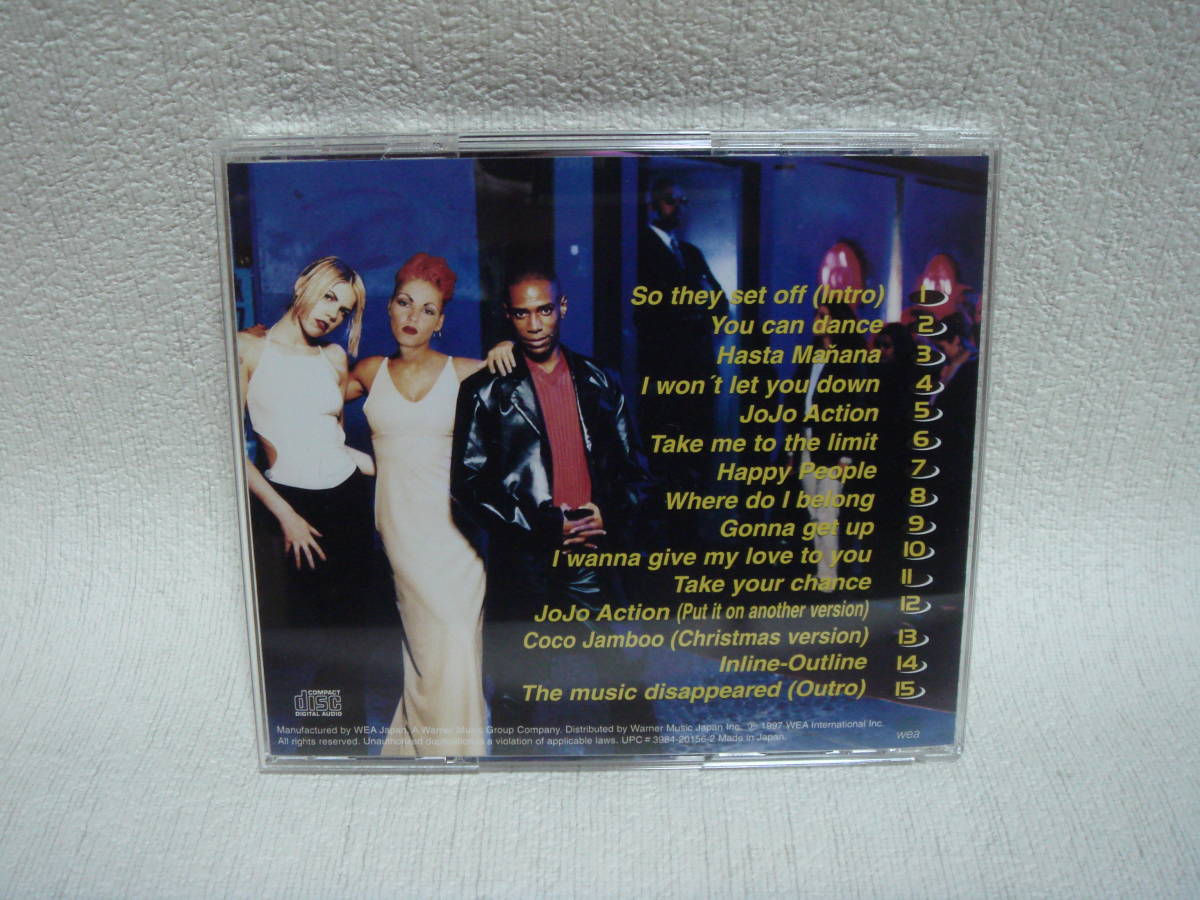 So they set off (Intro) 1
You can dance 2
Hasta Maňana 3
I won´t let you down 4
JoJo Action 5
Take me to the limit 6
Happy People 7
Where do I belong 8
Gonna get up 9
I wanna give my love to you 10
Take your chance 11
JoJo Action (Put it on another version) 12
Coco Jamboo (Christmas version) 13
Inline-Outline 14
The music disappeared (Outro) 15
COMPACT
disc
DIGITAL AUDIO
Manufactured by WEA Japan, A Warner Music Group Company. Distributed by Warner Music Japan Inc. ℗ 1997 WEA International Inc.
All rights reserved. Unauthorized duplication is a violation of applicable laws. UPC # 3984-20156-2 Made in Japan.
wea